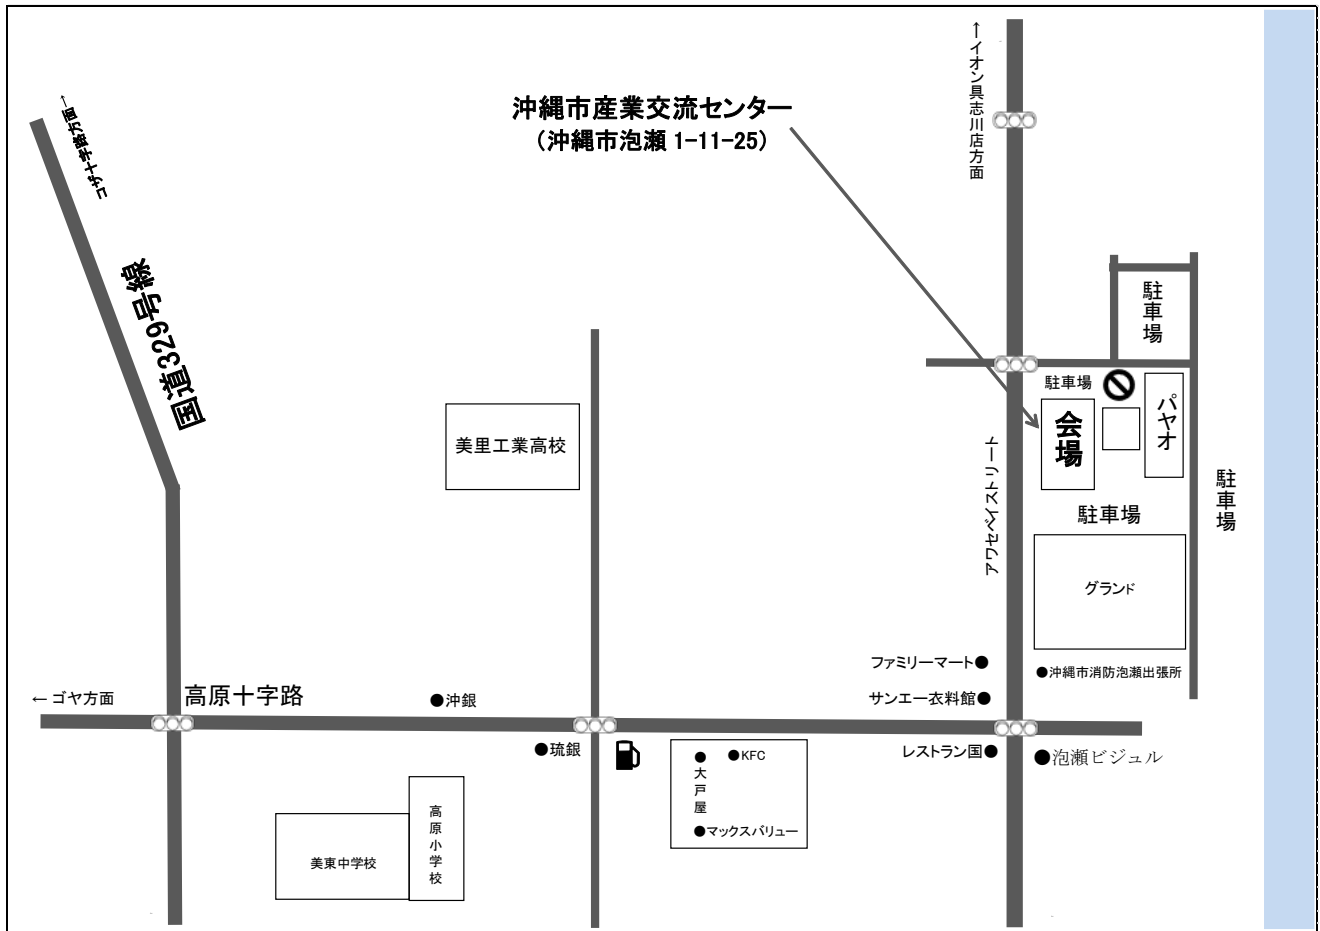 ↑イオン具志川店方面
コザ十字路方面→
沖縄市産業交流センター
（沖縄市泡瀬 1-11-25）
国道329号線
駐車場
駐車場
会場
パヤオ
美里工業高校
アワセベイストリート
駐車場
駐車場
グランド
ファミリーマート●
●沖縄市消防泡瀬出張所
← ゴヤ方面
高原十字路
●沖銀
サンエー衣料館●
●琉銀
●大戸屋
●KFC
レストラン国●
●泡瀬ビジュル
●マックスバリュー
高原小学校
美東中学校